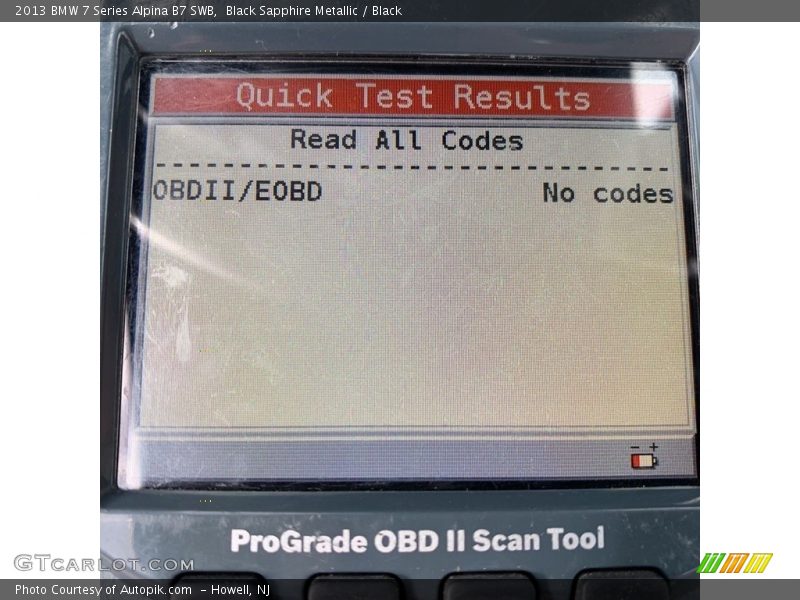 2013 BMW 7 Series Alpina B7 SWB,  Black Sapphire Metallic / Black
Quick Test Results
Read All Codes
--------------------------------
OBDII/EOBD No codes
- +
ProGrade OBD II Scan Tool
GTCARLOT.COM
Photo Courtesy of Autopik.com  – Howell, NJ